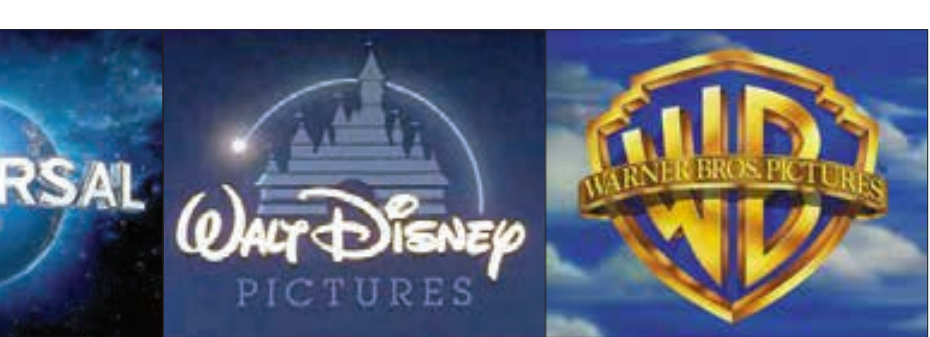 RSAL
WALT DISNEY
PICTURES
WARNER BROS. PICTURES
WB